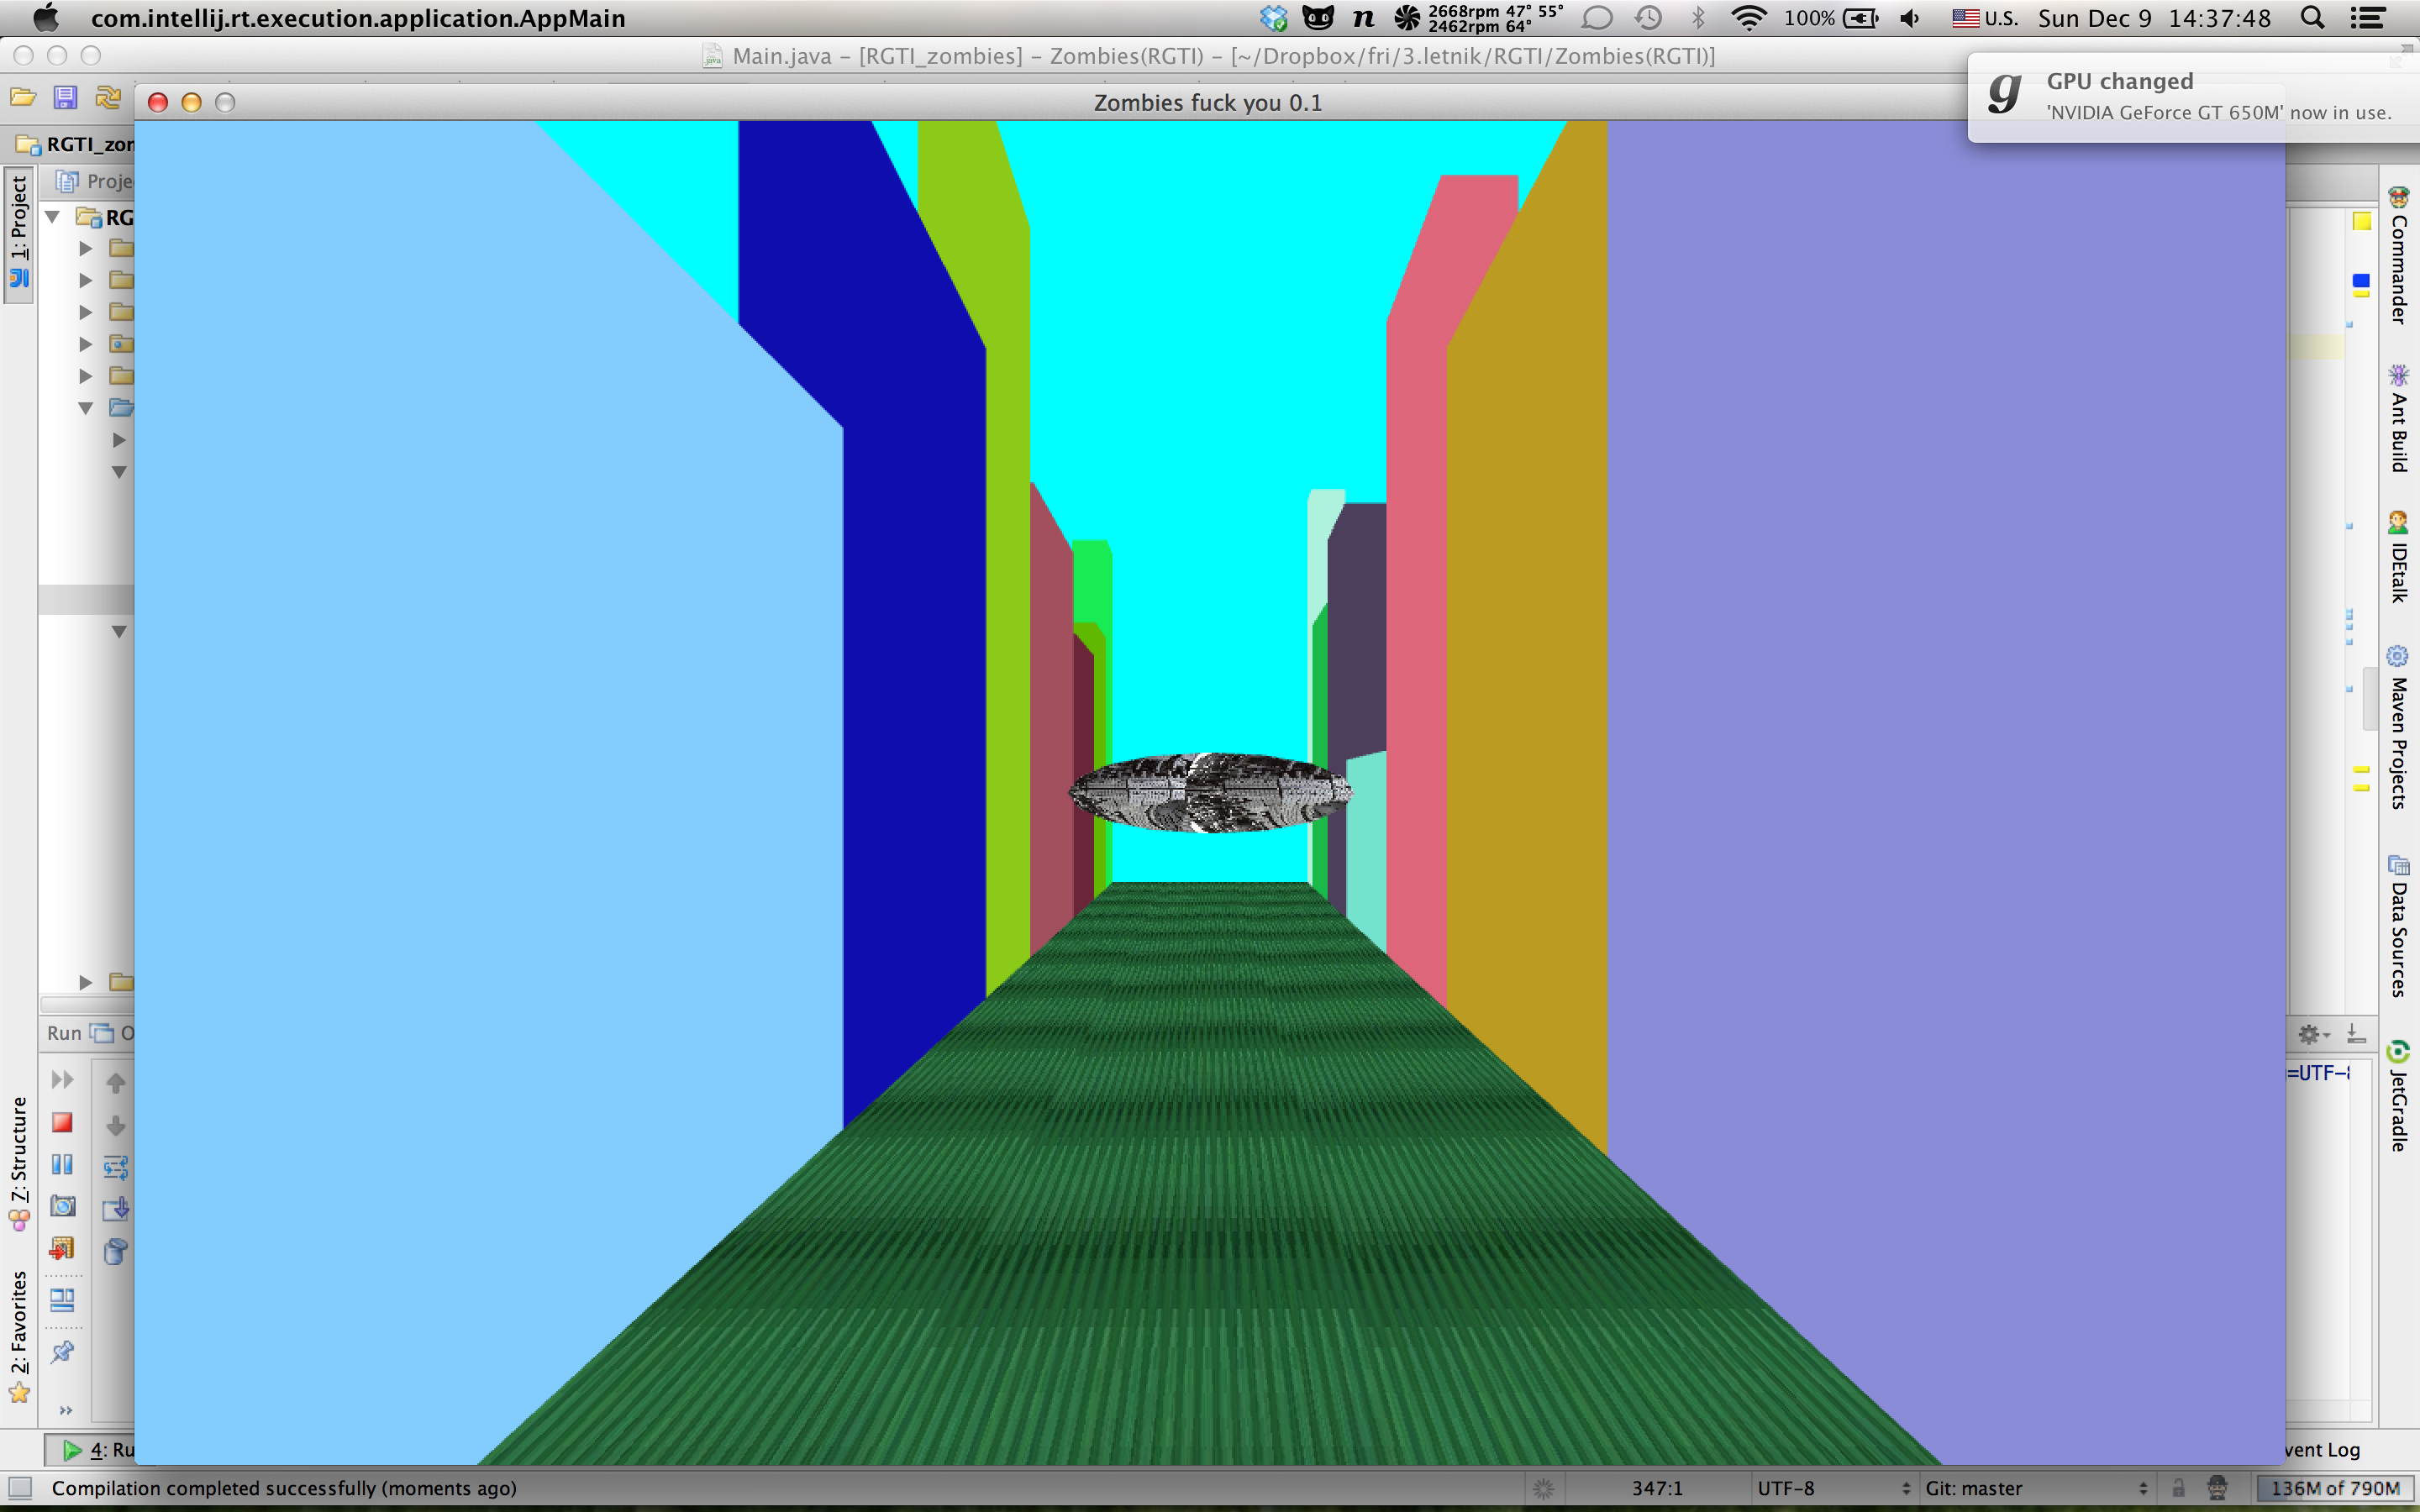 com.intellij.rt.execution.application.AppMain
2668rpm 47° 55°
2462rpm 64°
100%
U.S.
Sun Dec 9 14:37:48
Main.java – [RGTI_zombies] – Zombies(RGTI) – [~/Dropbox/fri/3.letnik/RGTI/Zombies(RGTI)]
GPU changed
'NVIDIA GeForce GT 650M' now in use.
Zombies fuck you 0.1
RGTI_zon
1: Project
Proje
RG
Commander
Ant Build
IDEtalk
Maven Projects
Data Sources
JetGradle
Run
=UTF-8
7: Structure
2: Favorites
4: Ru
vent Log
Compilation completed successfully (moments ago)
347:1
UTF-8
Git: master
136M of 790M